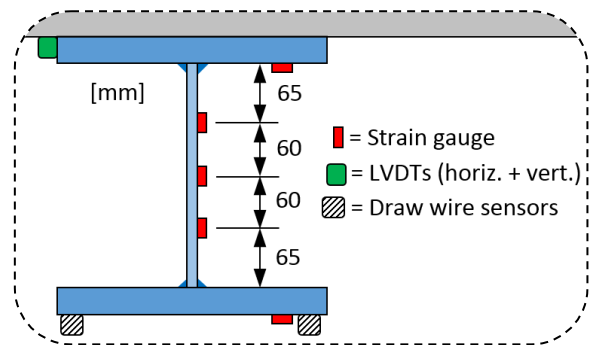 [mm]
65
60
60
65
= Strain gauge
= LVDTs (horiz. + vert.)
= Draw wire sensors